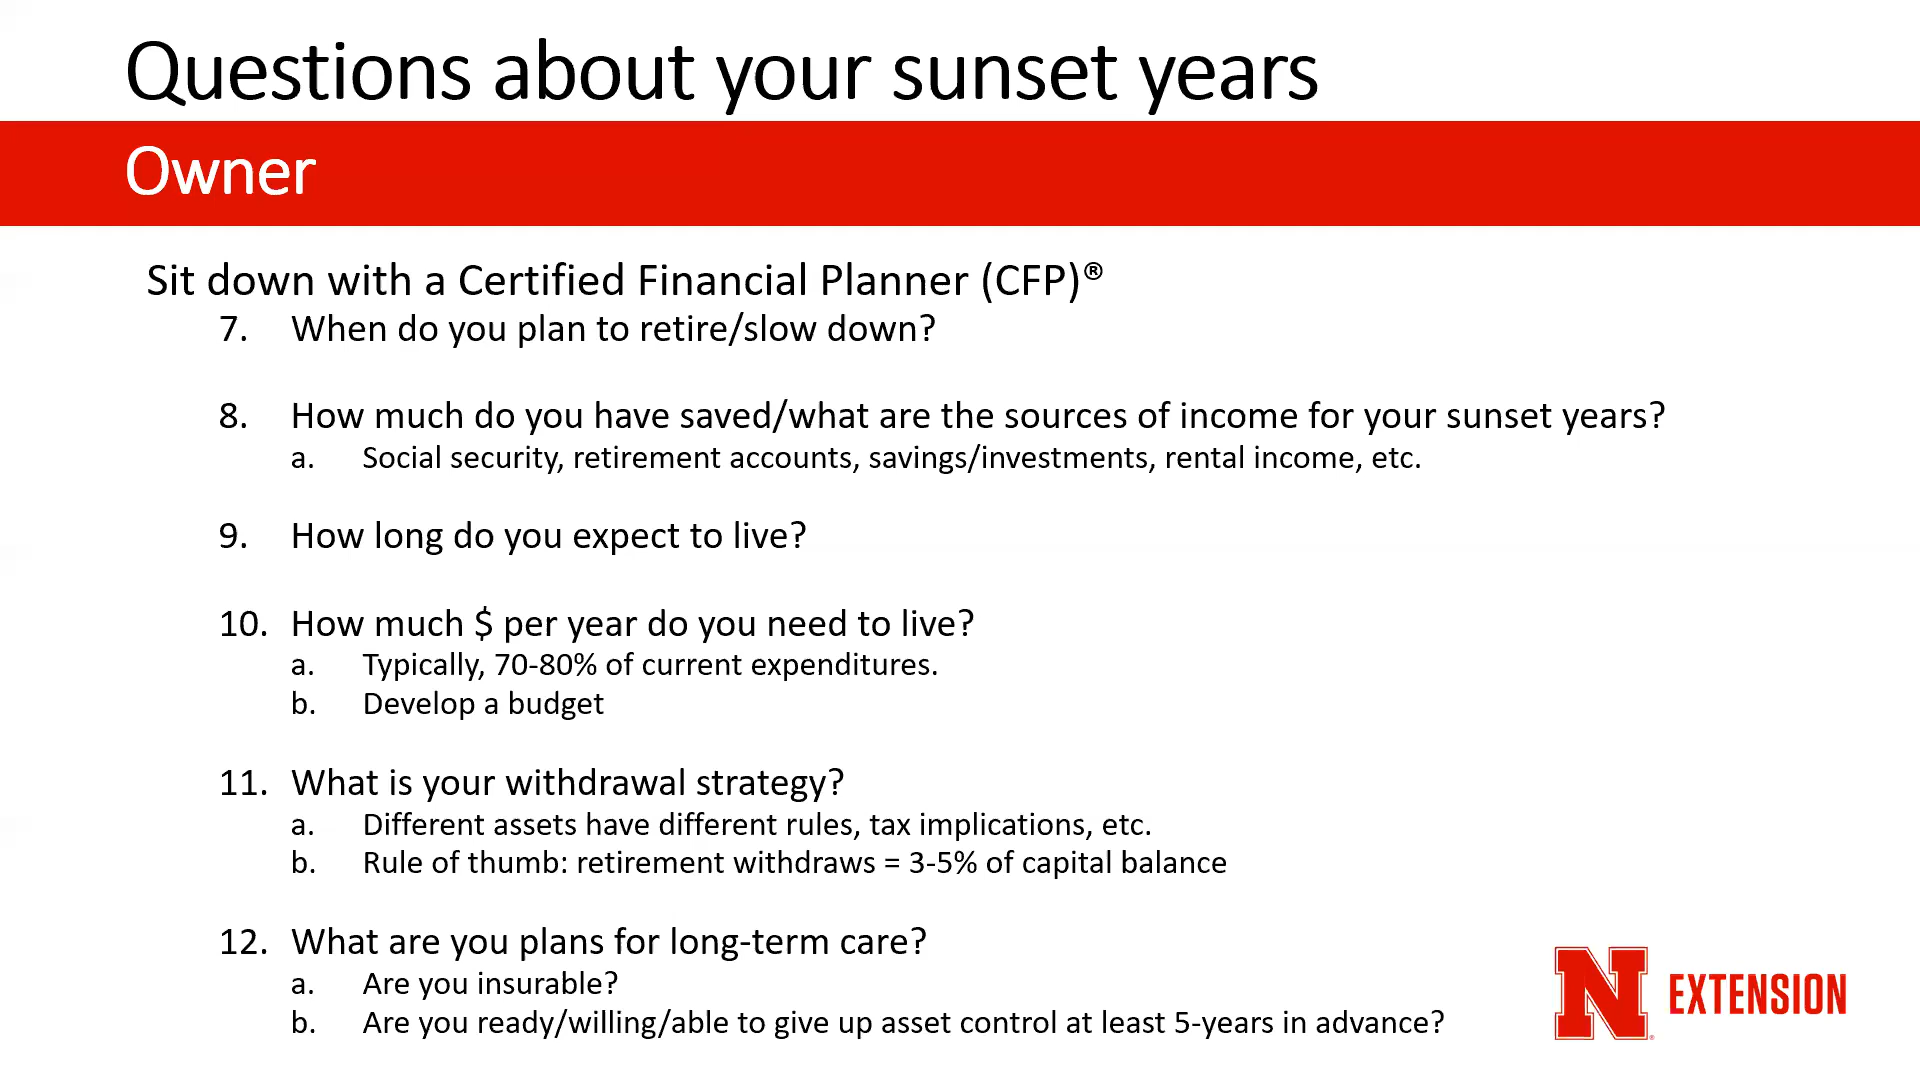 Questions about your sunset years
Owner
Sit down with a Certified Financial Planner (CFP)®
7. When do you plan to retire/slow down?
8. How much do you have saved/what are the sources of income for your sunset years?
a. Social security, retirement accounts, savings/investments, rental income, etc.
9. How long do you expect to live?
10. How much $ per year do you need to live?
a. Typically, 70-80% of current expenditures.
b. Develop a budget
11. What is your withdrawal strategy?
a. Different assets have different rules, tax implications, etc.
b. Rule of thumb: retirement withdraws = 3-5% of capital balance
12. What are you plans for long-term care?
a. Are you insurable?
b. Are you ready/willing/able to give up asset control at least 5-years in advance?
N EXTENSION